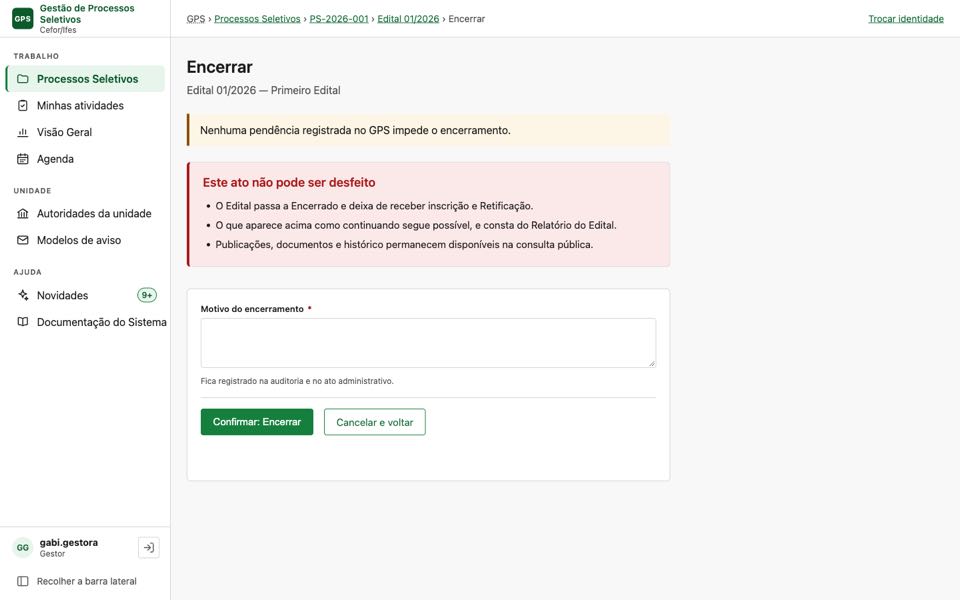 GPS
Gestão de Processos
Seletivos
Cefor/Ifes
GPS › Processos Seletivos › PS-2026-001 › Edital 01/2026 › Encerrar
Trocar identidade
TRABALHO
Processos Seletivos
Minhas atividades
Visão Geral
Agenda
UNIDADE
Autoridades da unidade
Modelos de aviso
AJUDA
Novidades 9+
Documentação do Sistema
Encerrar
Edital 01/2026 — Primeiro Edital
Nenhuma pendência registrada no GPS impede o encerramento.
Este ato não pode ser desfeito
• O Edital passa a Encerrado e deixa de receber inscrição e Retificação.
• O que aparece acima como continuando segue possível, e consta do Relatório do Edital.
• Publicações, documentos e histórico permanecem disponíveis na consulta pública.
Motivo do encerramento *
Fica registrado na auditoria e no ato administrativo.
Confirmar: Encerrar
Cancelar e voltar
GG
gabi.gestora
Gestor
Recolher a barra lateral